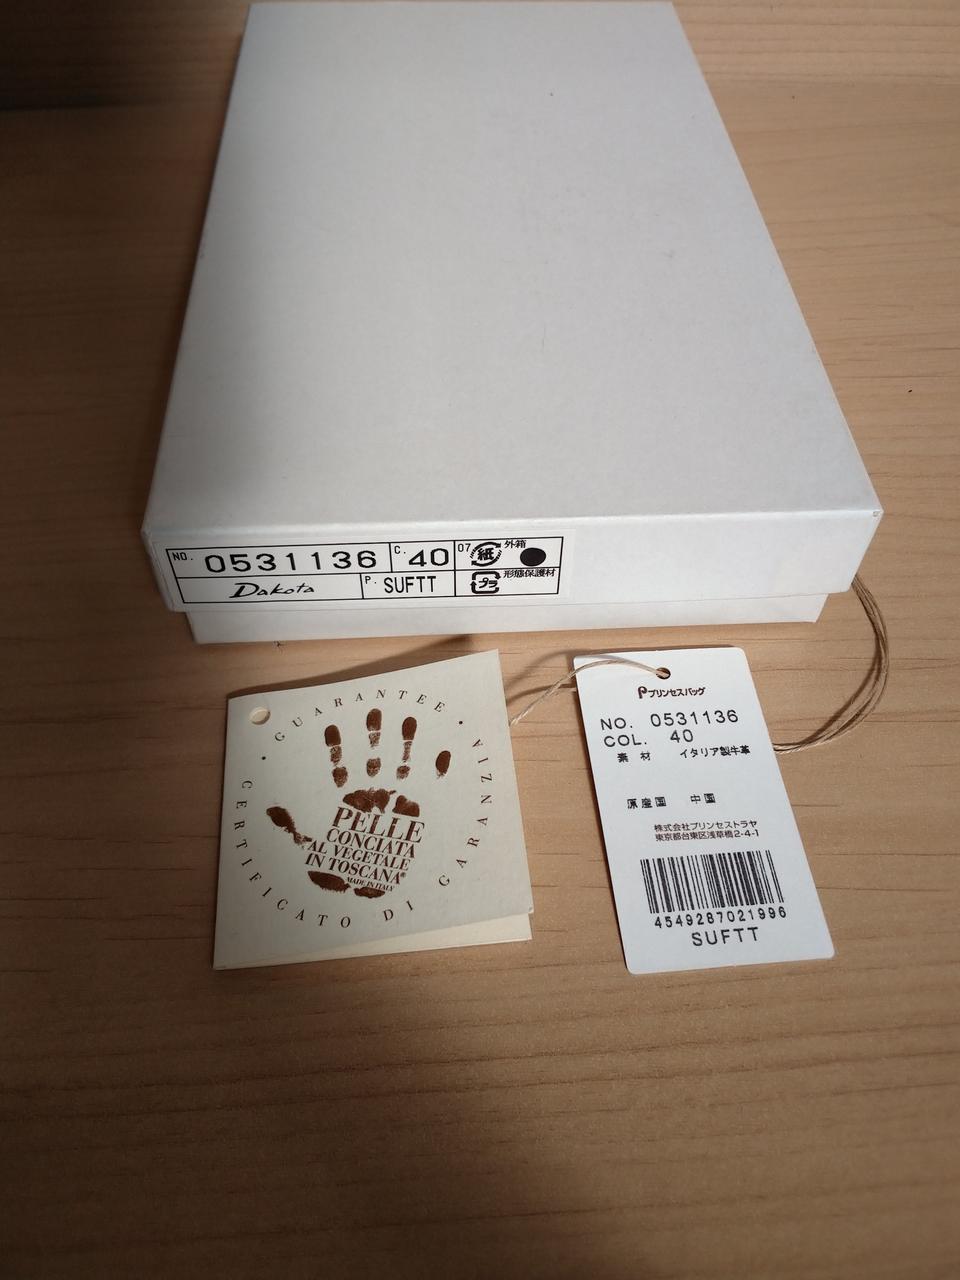 NO. 0531136 C. 40 07 紙 外箱
Dakota P. SUFTT プラ 形態保護材
GUARANTEE
CERTIFICATO DI GARANZIA
PELLE
CONCIATA
AL VEGETALE
IN TOSCANA®
MADE IN ITALY
プリンセスバッグ
NO. 0531136
COL. 40
素材 イタリア製牛革
原産国 中国
株式会社プリンセストラヤ
東京都台東区浅草橋2-4-1
4549287021996
SUFTT